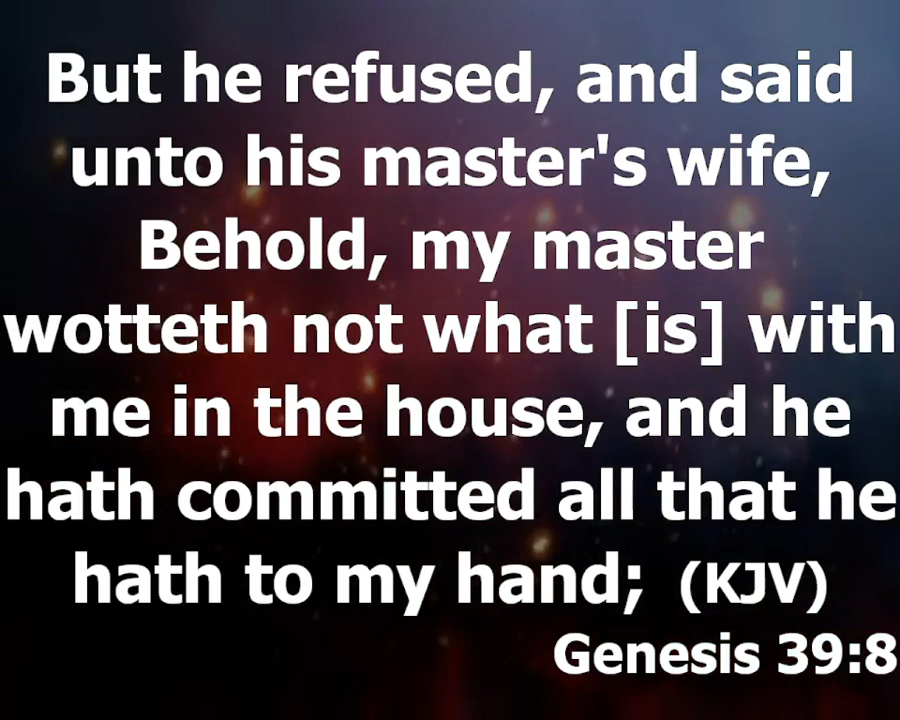 But he refused, and said
unto his master's wife,
Behold, my master
wotteth not what [is] with
me in the house, and he
hath committed all that he
hath to my hand; (KJV)
Genesis 39:8